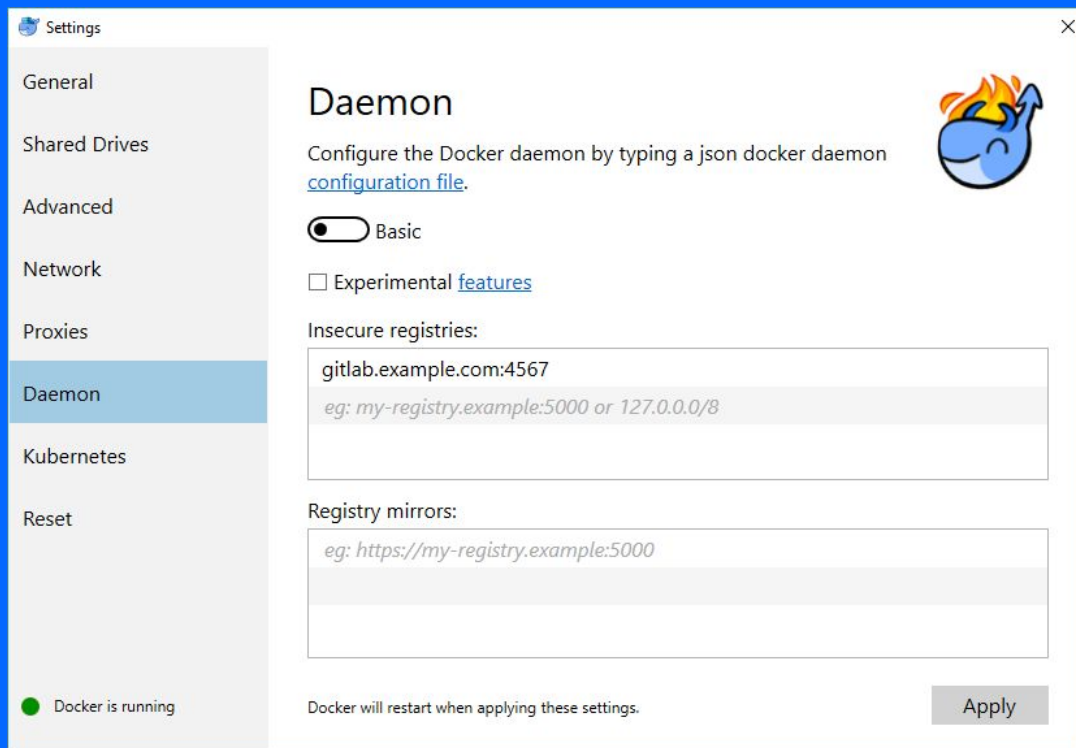 Settings
General
Shared Drives
Advanced
Network
Proxies
Daemon
Kubernetes
Reset
Docker is running
Daemon
Configure the Docker daemon by typing a json docker daemon
configuration file.
Basic
Experimental features
Insecure registries:
gitlab.example.com:4567
eg: my-registry.example:5000 or 127.0.0.0/8
Registry mirrors:
eg: https://my-registry.example:5000
Docker will restart when applying these settings.
Apply